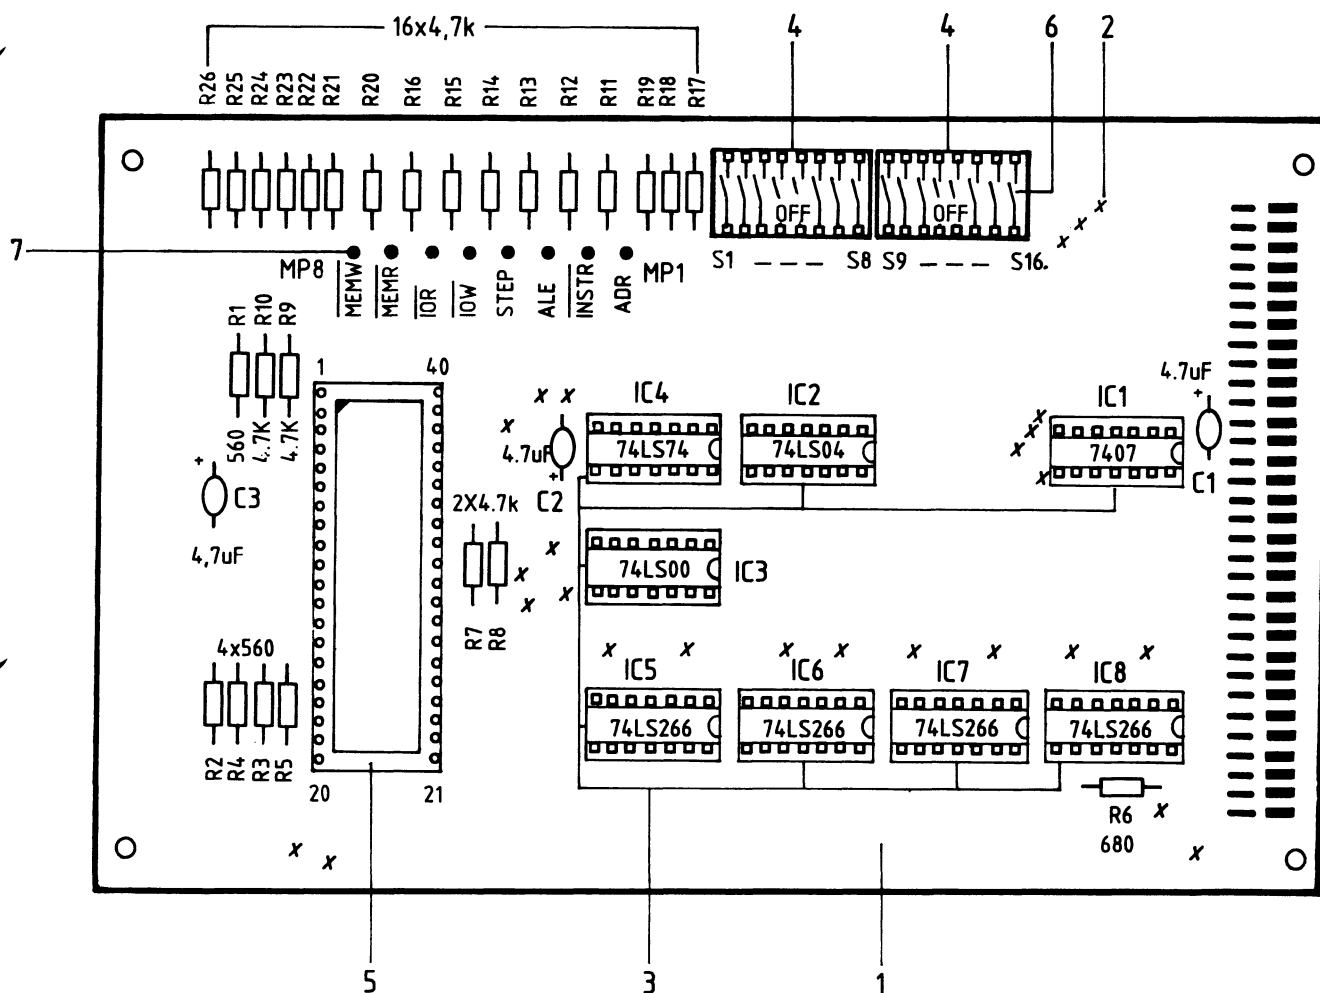 16x4,7k
4
4
6
2
R26
R25
R24
R23
R22
R21
R20
R16
R15
R14
R13
R12
R11
R19
R18
R17
OFF
OFF
7
MP8
MEMW
MEMR
IOR
IOW
STEP
ALE
INSTR
ADR
MP1
S1 – – – S8
S9 – – – – S16.
R1
R10
R9
560
4.7K
4.7K
1
40
20
21
+
C3
4,7uF
4x560
R2
R4
R3
R5
x x
x
4.7uF
+
C2
2X4.7k
R7
R8
x
x
x
x
IC4
74LS74
IC2
74LS04
IC1
7407
4.7uF
+
C1
x
x
x
x
74LS00
IC3
x x x x x x x x
IC5
74LS266
IC6
74LS266
IC7
74LS266
IC8
74LS266
R6
680
x
x
x x
x
x
x
x
5
3
1